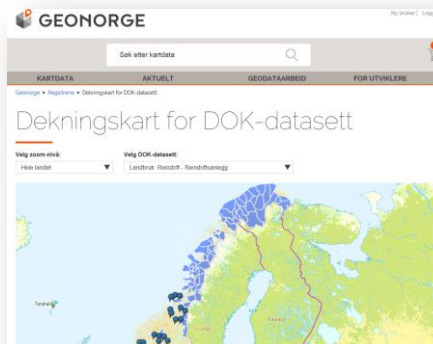 GEONORGE
Ny bruker | Logg
Søk etter kartdata
KARTDATA AKTUELT GEODATAARBEID FOR UTVIKLERE
Geonorge Registrene Dekningskart for DOK-datasett
Dekningskart for DOK-datasett
Velg zoom-nivå: Velg DOK-datasett:
Hele landet Landbruk: Reindrift - Reindriftsanlegg